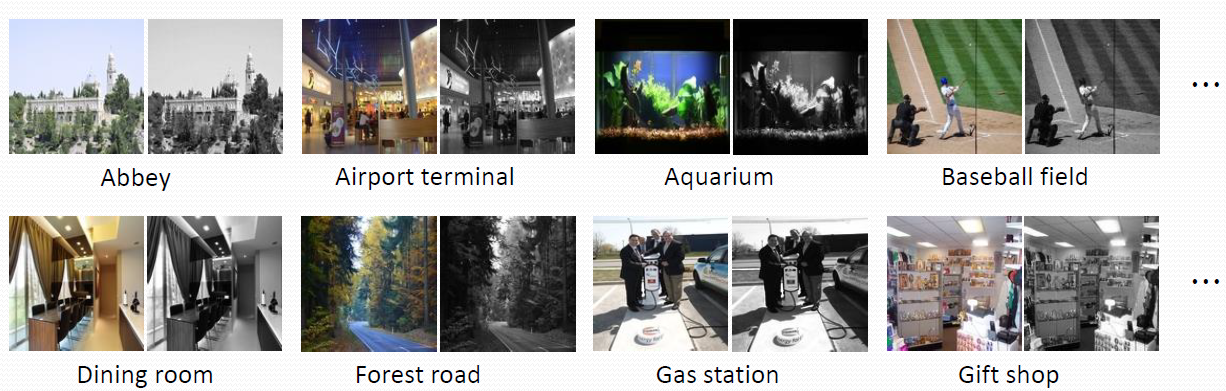 Abbey
Airport terminal
Aquarium
Baseball field
...
Dining room
Forest road
Gas station
Gift shop
...